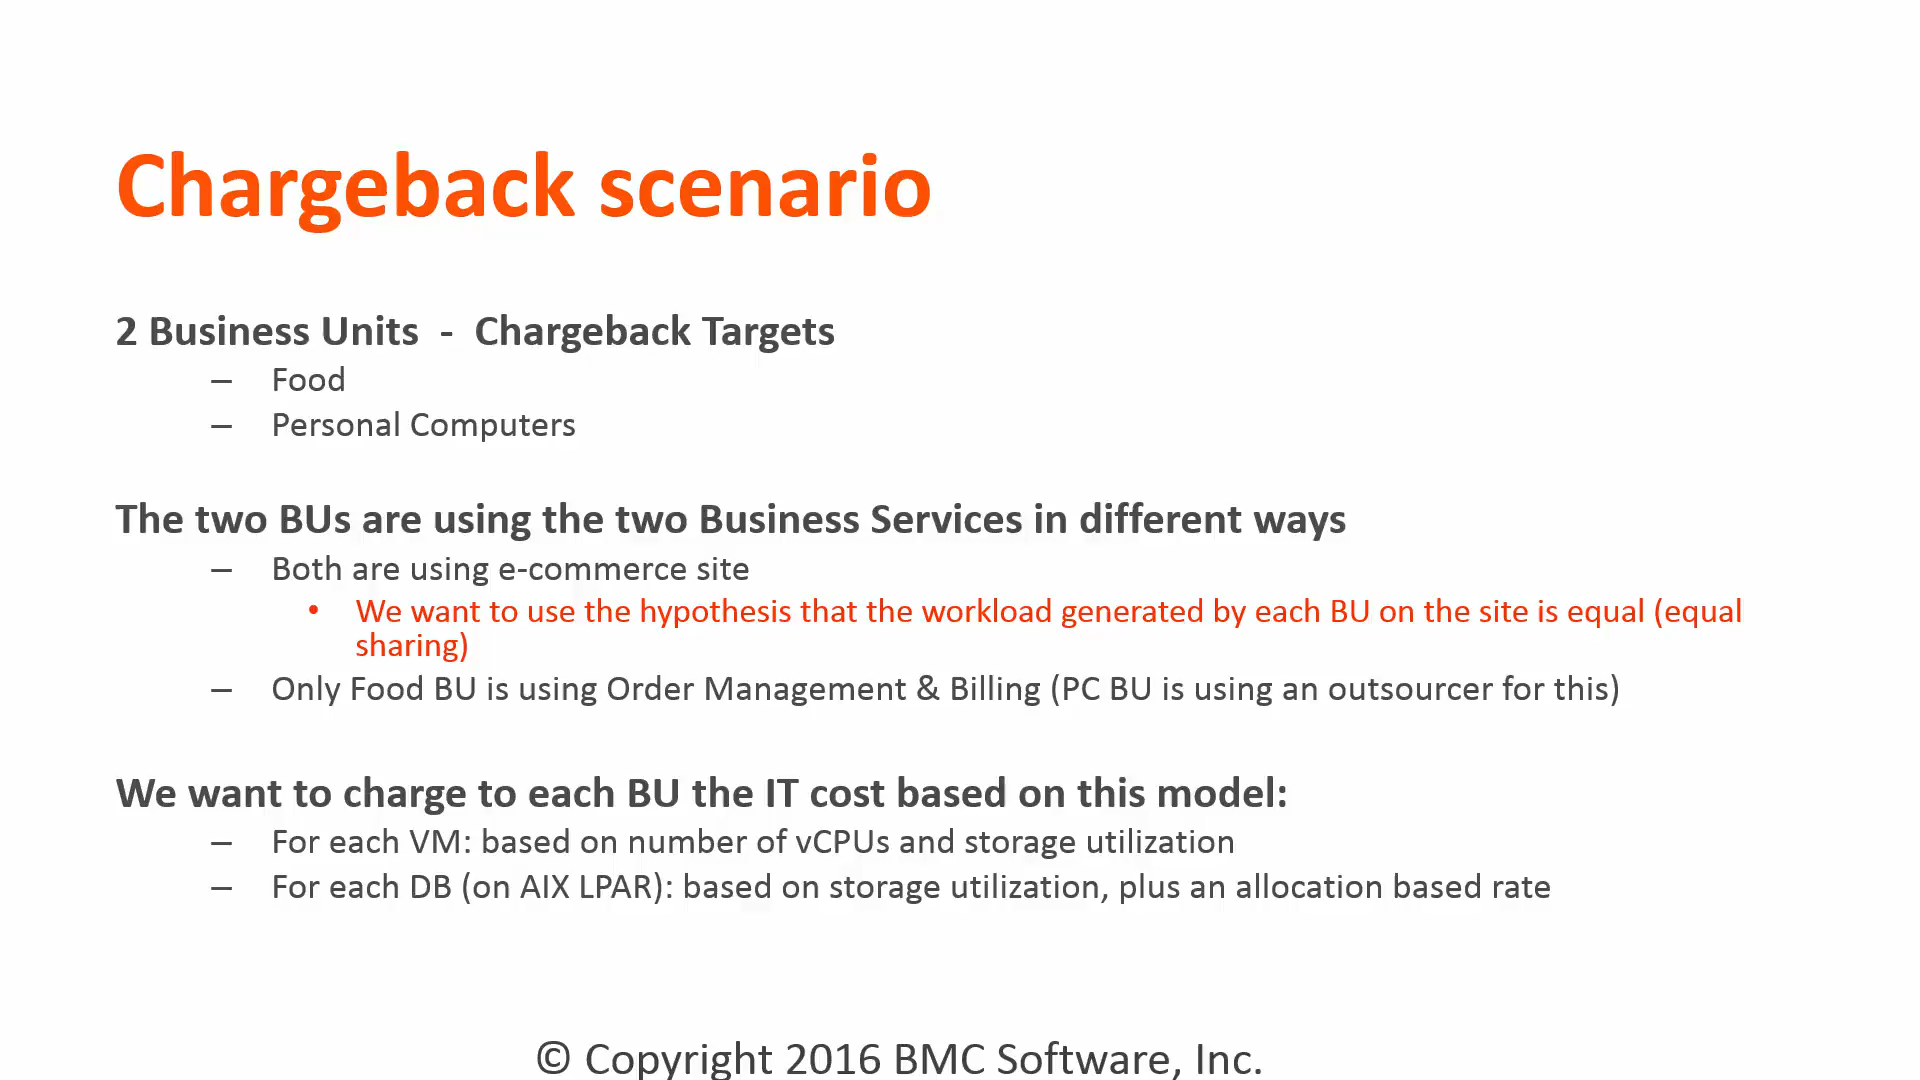 Chargeback scenario
2 Business Units - Chargeback Targets
– Food
– Personal Computers
The two BUs are using the two Business Services in different ways
– Both are using e-commerce site
• We want to use the hypothesis that the workload generated by each BU on the site is equal (equal
sharing)
– Only Food BU is using Order Management & Billing (PC BU is using an outsourcer for this)
We want to charge to each BU the IT cost based on this model:
– For each VM: based on number of vCPUs and storage utilization
– For each DB (on AIX LPAR): based on storage utilization, plus an allocation based rate
© Copyright 2016 BMC Software, Inc.